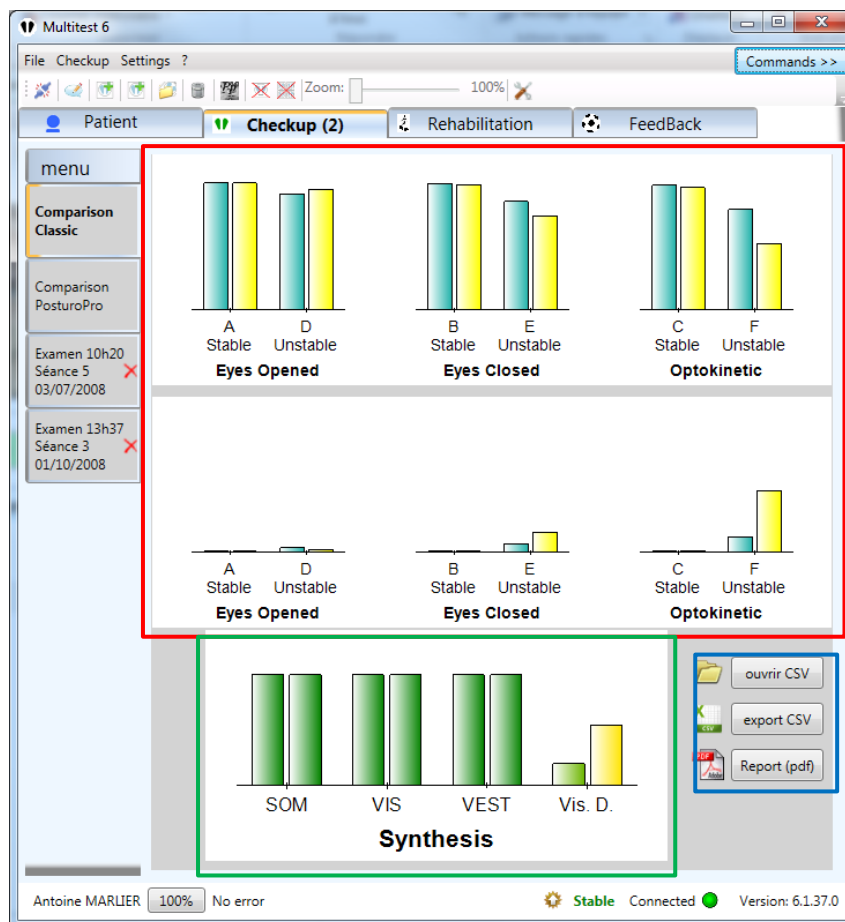 Multitest 6
File Checkup Settings ?
Commands >>
Zoom: 100%
Patient
Checkup (2)
Rehabilitation
FeedBack
menu
Comparison
Classic
Comparison
PosturoPro
Examen 10h20
Séance 5
03/07/2008
Examen 13h37
Séance 3
01/10/2008
A D B E C F
Stable Unstable Stable Unstable Stable Unstable
Eyes Opened Eyes Closed Optokinetic
A D B E C F
Stable Unstable Stable Unstable Stable Unstable
Eyes Opened Eyes Closed Optokinetic
SOM VIS VEST Vis. D.
Synthesis
ouvrir CSV
export CSV
Report (pdf)
Antoine MARLIER 100% No error Stable Connected Version: 6.1.37.0